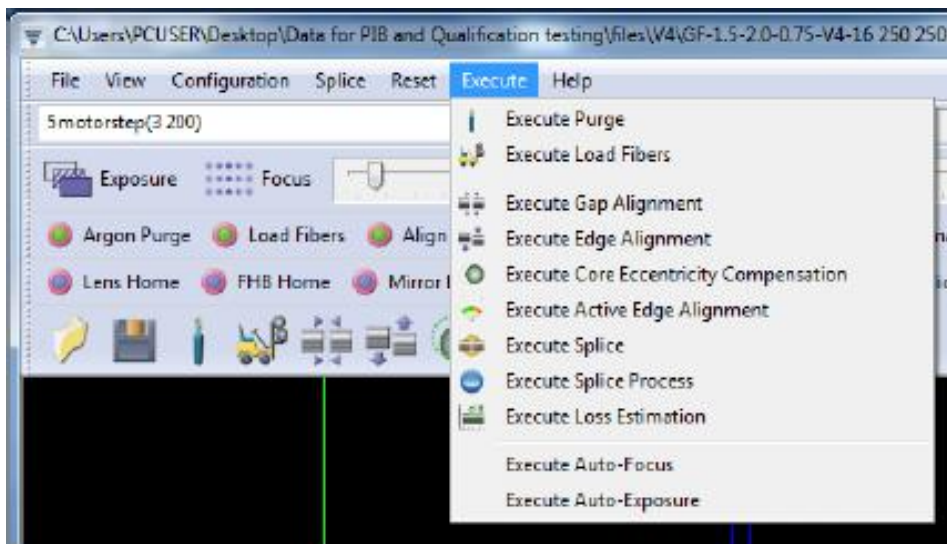 C:\Users\PCUSER\Desktop\Data for PIB and Qualification testing\files\V4\GF-1.5-2.0-0.75-V4-16 250 250
File View Configuration Splice Reset Execute Help
5motorstep(3 200)
Exposure Focus
Argon Purge Load Fibers Align
Lens Home FHB Home Mirror
Execute Purge
Execute Load Fibers
Execute Gap Alignment
Execute Edge Alignment
Execute Core Eccentricity Compensation
Execute Active Edge Alignment
Execute Splice
Execute Splice Process
Execute Loss Estimation
Execute Auto-Focus
Execute Auto-Exposure